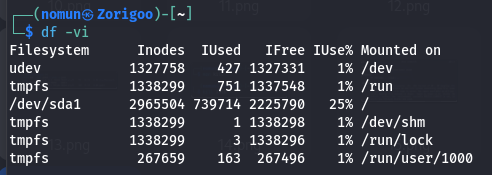 ┌──(nomun㉿Zorigoo)-[~]
└─$ df -vi
Filesystem      Inodes  IUsed   IFree IUse% Mounted on
udev           1327758    427 1327331    1% /dev
tmpfs          1338299    751 1337548    1% /run
/dev/sda1      2965504 739714 2225790   25% /
tmpfs          1338299      1 1338298    1% /dev/shm
tmpfs          1338299      3 1338296    1% /run/lock
tmpfs           267659    163  267496    1% /run/user/1000